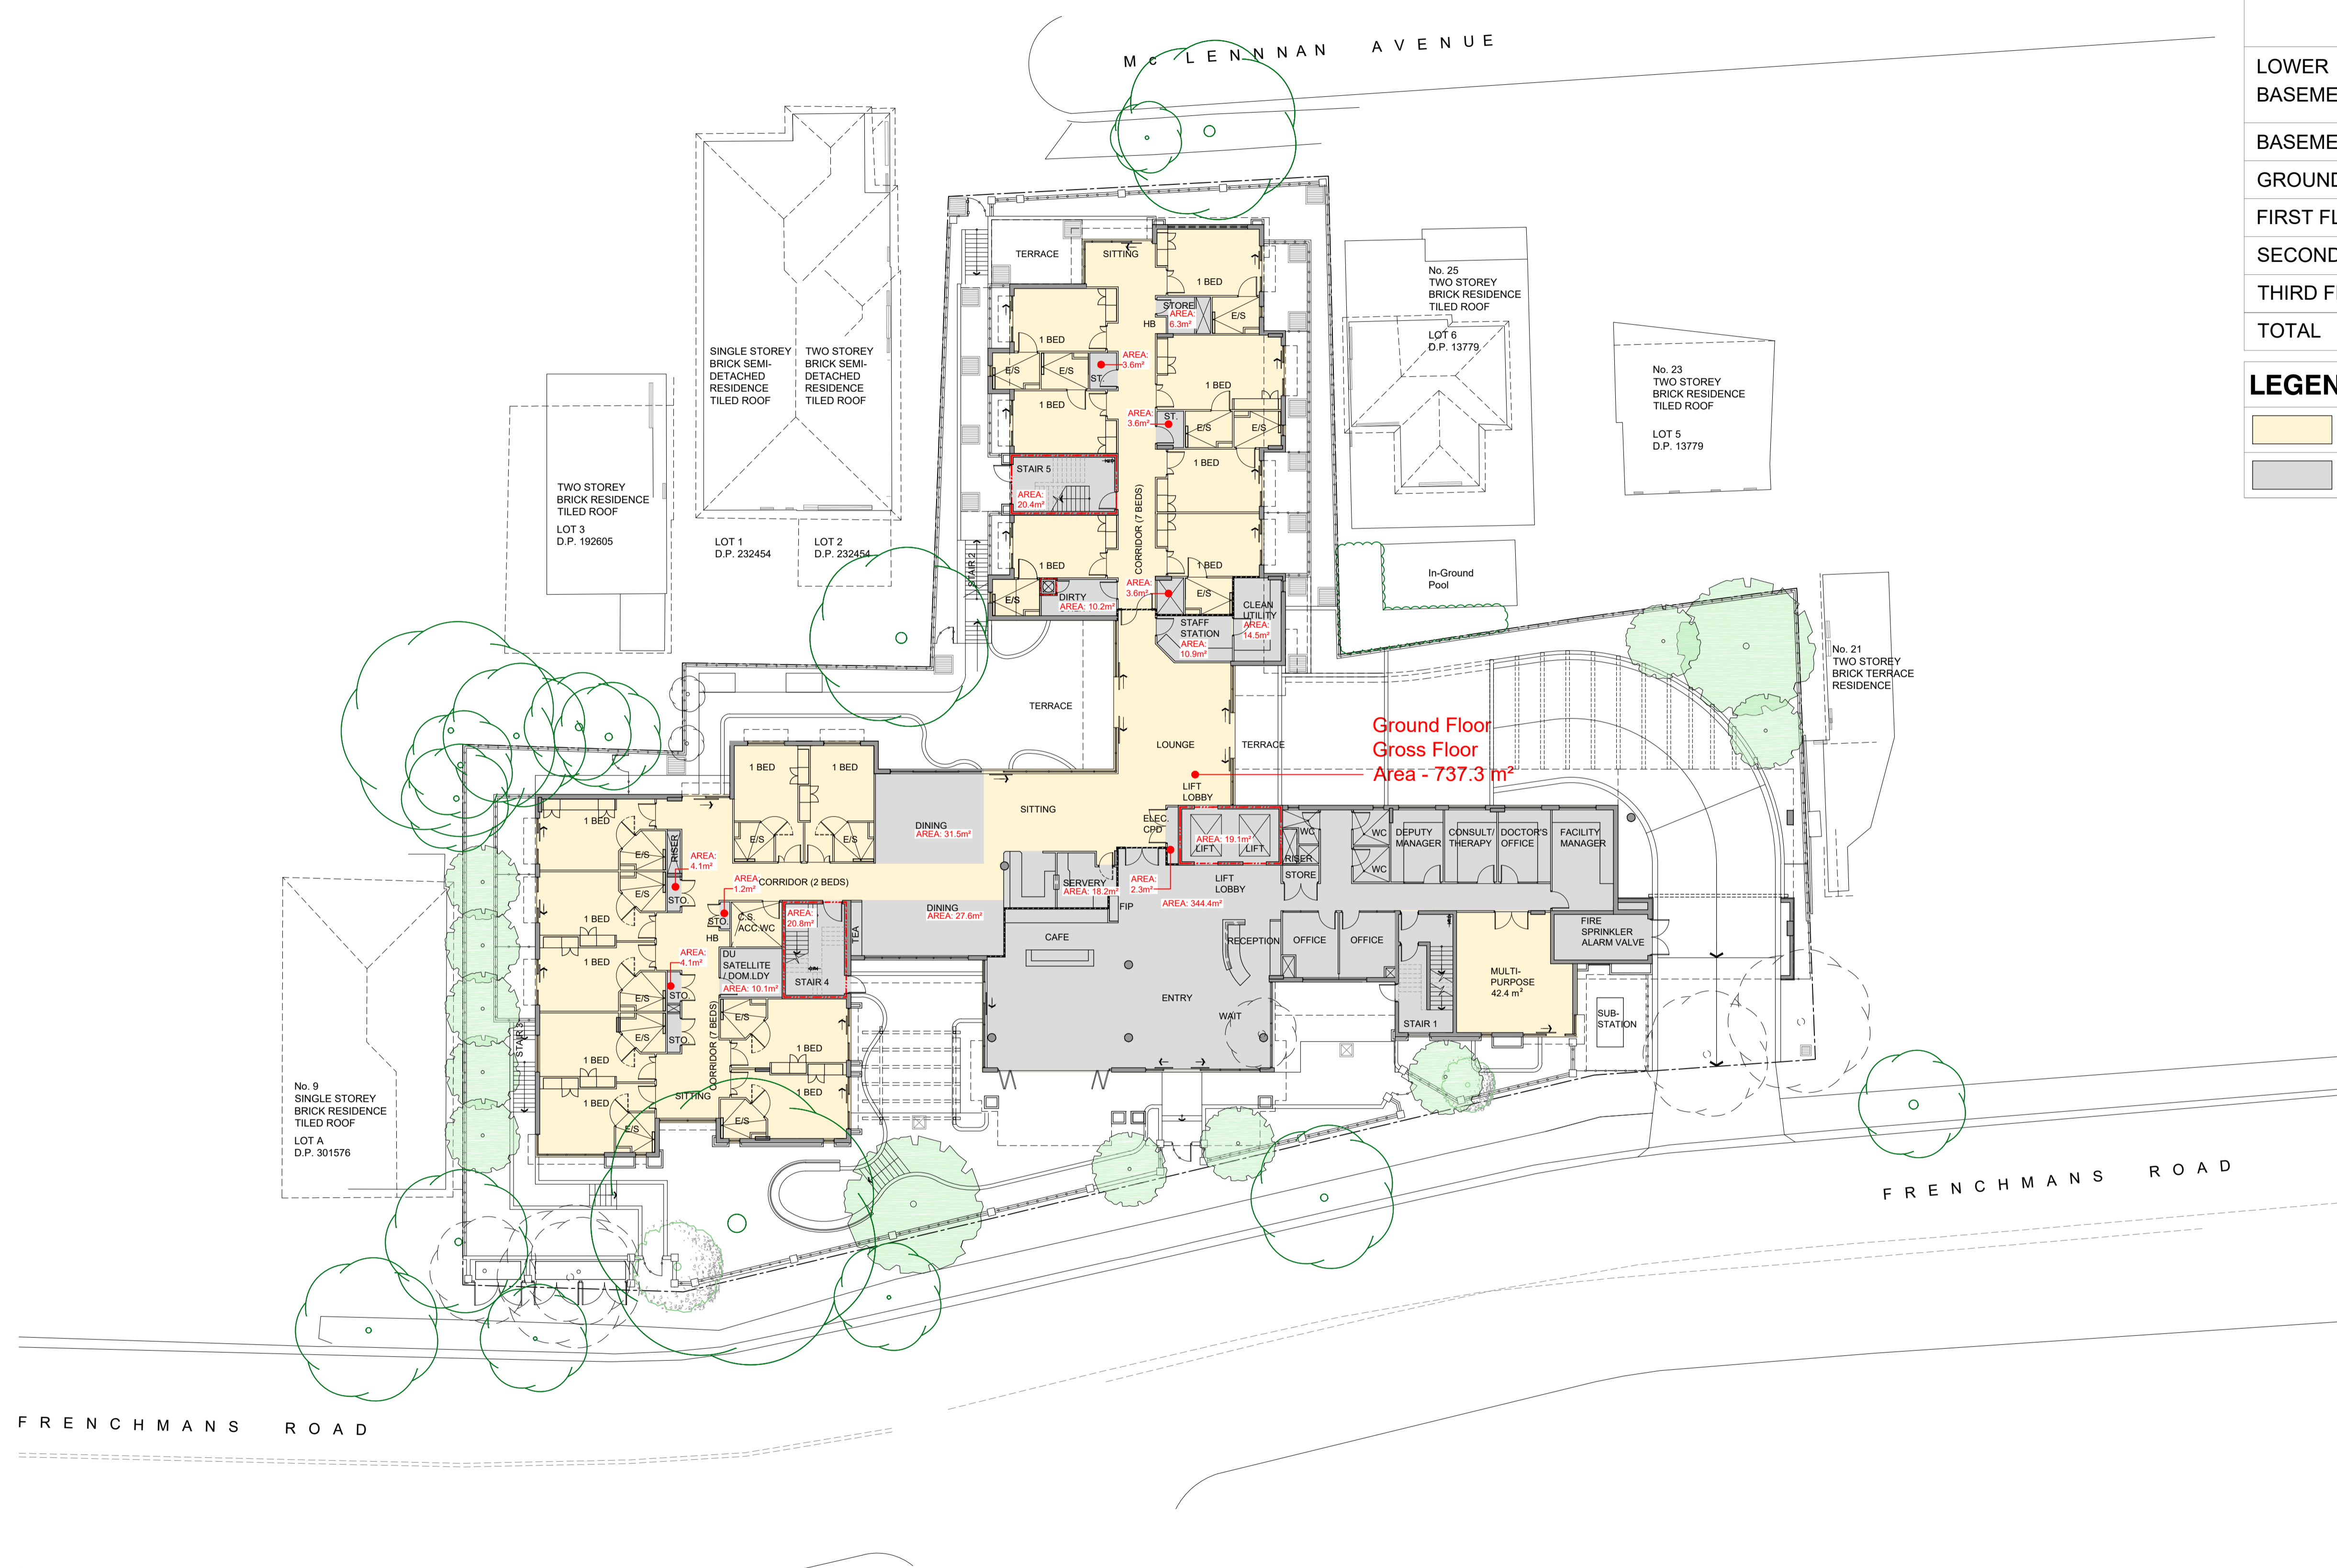 Mc LENNNAN AVENUE
LOWER
BASEME
BASEME
GROUND
FIRST FL
SECOND
THIRD F
TOTAL
LEGEN
TERRACE
SITTING
1 BED
STORE
AREA:
6.3m²
E/S
HB
1 BED
E/S
E/S
ST.
AREA:
3.6m²
1 BED
1 BED
AREA:
3.6m²
ST.
E/S
E/S
STAIR 5
AREA:
20.4m²
1 BED
CORRIDOR (7 BEDS)
1 BED
1 BED
STAIR 2
E/S
DIRTY
AREA: 10.2m²
AREA:
3.6m²
E/S
CLEAN
UTILITY
AREA:
14.5m²
STAFF
STATION
AREA:
10.9m²
No. 25
TWO STOREY
BRICK RESIDENCE
TILED ROOF
LOT 6
D.P. 13779
No. 23
TWO STOREY
BRICK RESIDENCE
TILED ROOF
LOT 5
D.P. 13779
SINGLE STOREY
BRICK SEMI-
DETACHED
RESIDENCE
TILED ROOF
TWO STOREY
BRICK SEMI-
DETACHED
RESIDENCE
TILED ROOF
TWO STOREY
BRICK RESIDENCE
TILED ROOF
LOT 3
D.P. 192605
LOT 1
D.P. 232454
LOT 2
D.P. 232454
In-Ground
Pool
No. 21
TWO STOREY
BRICK TERRACE
RESIDENCE
TERRACE
LOUNGE
TERRACE
Ground Floor
Gross Floor
Area - 737.3 m²
LIFT
LOBBY
1 BED
1 BED
E/S
E/S
DINING
AREA: 31.5m²
SITTING
ELEC.
CPD
AREA: 19.1m²
LIFT
LIFT
WC
RISER
STORE
WC
WC
DEPUTY
MANAGER
CONSULT/
THERAPY
DOCTOR'S
OFFICE
FACILITY
MANAGER
1 BED
E/S
RISER
AREA:
4.1m²
E/S
STO.
AREA:
1.2m²
CORRIDOR (2 BEDS)
SERVERY
AREA: 18.2m²
AREA:
2.3m²
LIFT
LOBBY
AREA: 344.4m²
FIP
1 BED
STO.
C.S.
ACC.WC
AREA:
20.8m²
DINING
AREA: 27.6m²
TEA
HB
CAFE
RECEPTION
OFFICE
OFFICE
FIRE
SPRINKLER
ALARM VALVE
1 BED
AREA:
4.1m²
DU
SATELLITE
/DOM.LDY
AREA: 10.1m²
STAIR 4
STO.
E/S
ENTRY
WAIT
MULTI-
PURPOSE
42.4 m²
STAIR 1
SUB-
STATION
E/S
STO.
E/S
STAIR 3
CORRIDOR (7 BEDS)
1 BED
1 BED
SITTING
1 BED
1 BED
E/S
E/S
No. 9
SINGLE STOREY
BRICK RESIDENCE
TILED ROOF
LOT A
D.P. 301576
FRENCHMANS ROAD
FRENCHMANS ROAD